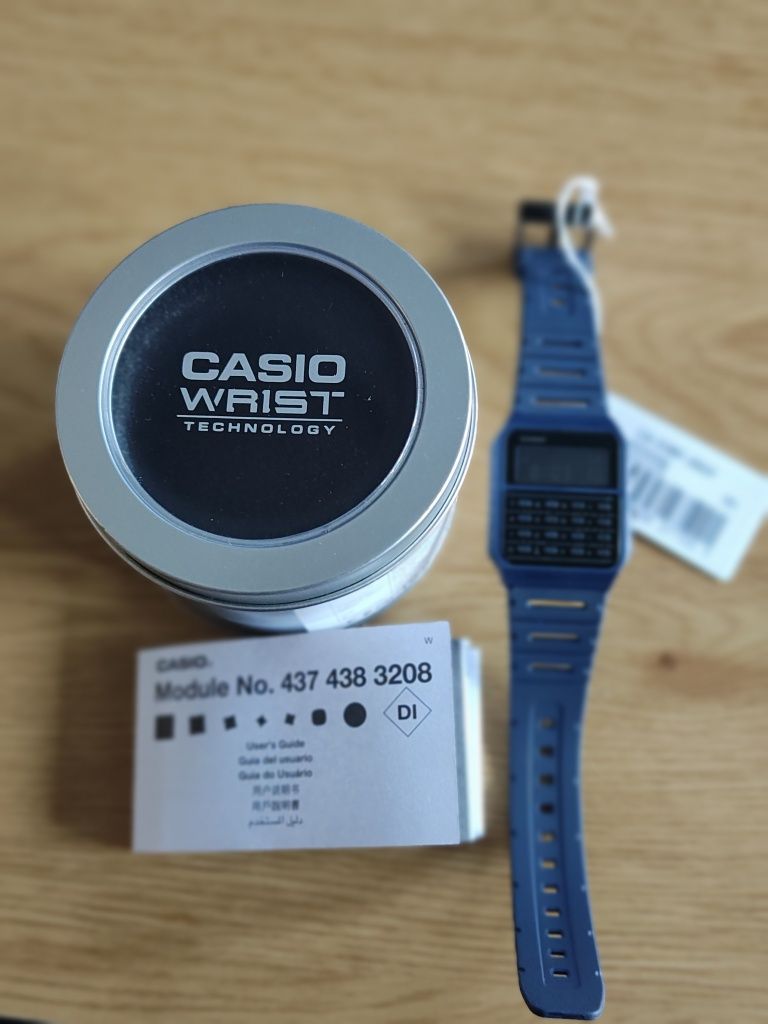 CASIO
WRIST
TECHNOLOGY
W
CASIO
Module No. 437 438 3208
DI
User's Guide
Guía del usuario
Guia do Usuário
用户说明书
用戶說明書
دليل المستخدم